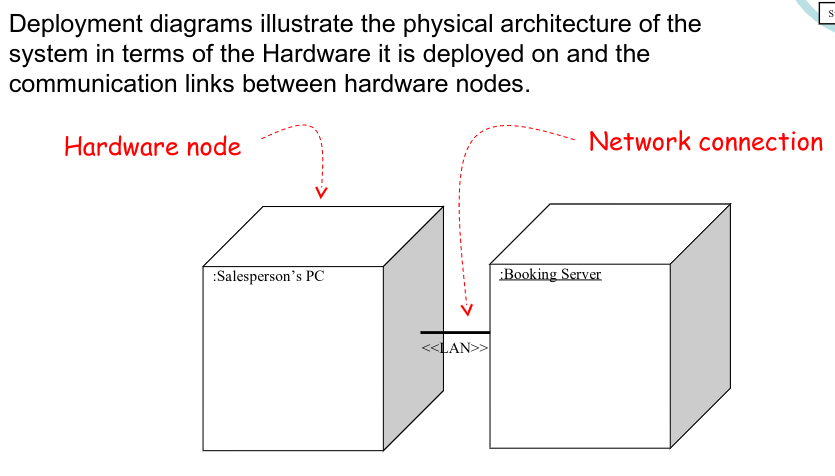 Deployment diagrams illustrate the physical architecture of the
system in terms of the Hardware it is deployed on and the
communication links between hardware nodes.
Hardware node
Network connection
:Salesperson's PC
:Booking Server
<<LAN>>